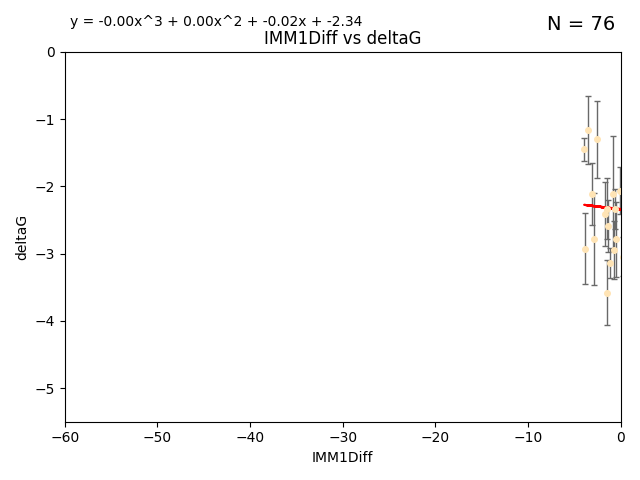 y = -0.00x^3 + 0.00x^2 + -0.02x + -2.34
N = 76
IMM1Diff vs deltaG
0
−1
−2
−3
−4
−5
deltaG
−60
−50
−40
−30
−20
−10
0
IMM1Diff